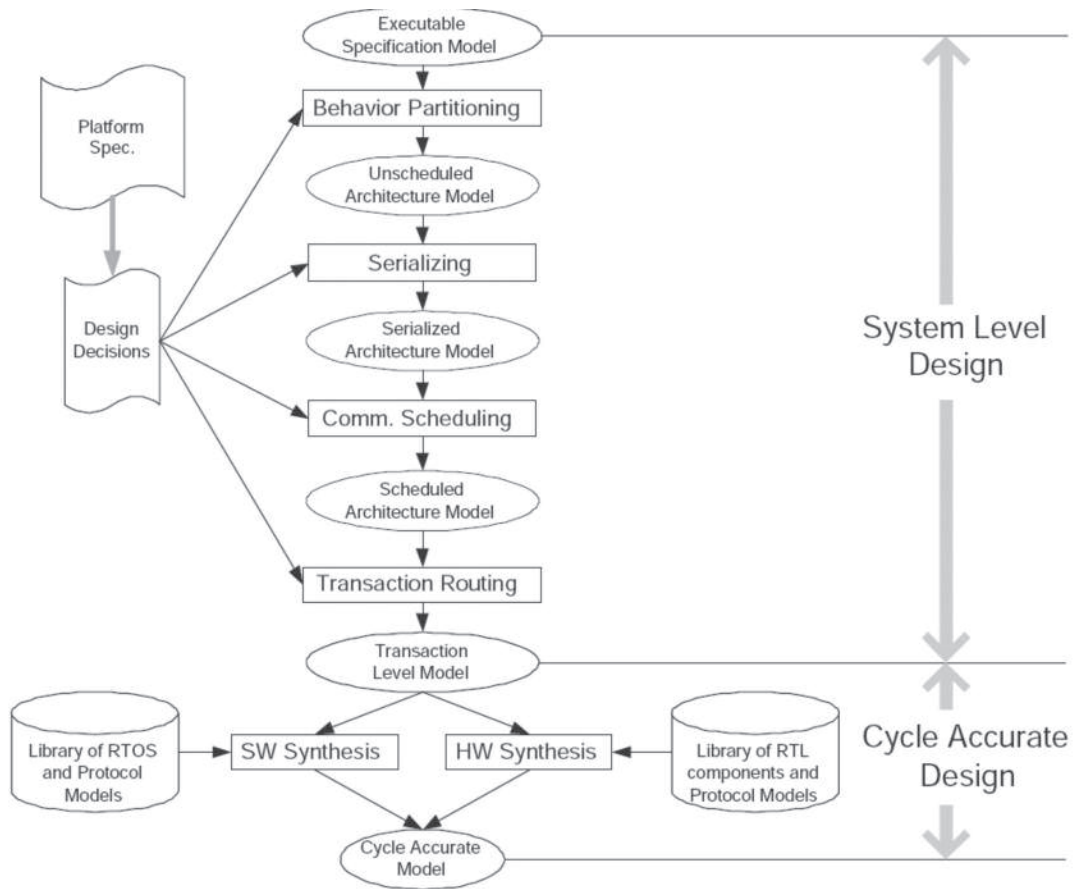 Executable
Specification Model
Platform
Spec.
Behavior Partitioning
Unscheduled
Architecture Model
Serializing
Design
Decisions
Serialized
Architecture Model
System Level
Design
Comm. Scheduling
Scheduled
Architecture Model
Transaction Routing
Transaction
Level Model
Library of RTOS
and Protocol
Models
SW Synthesis
HW Synthesis
Library of RTL
components and
Protocol Models
Cycle Accurate
Design
Cycle Accurate
Model